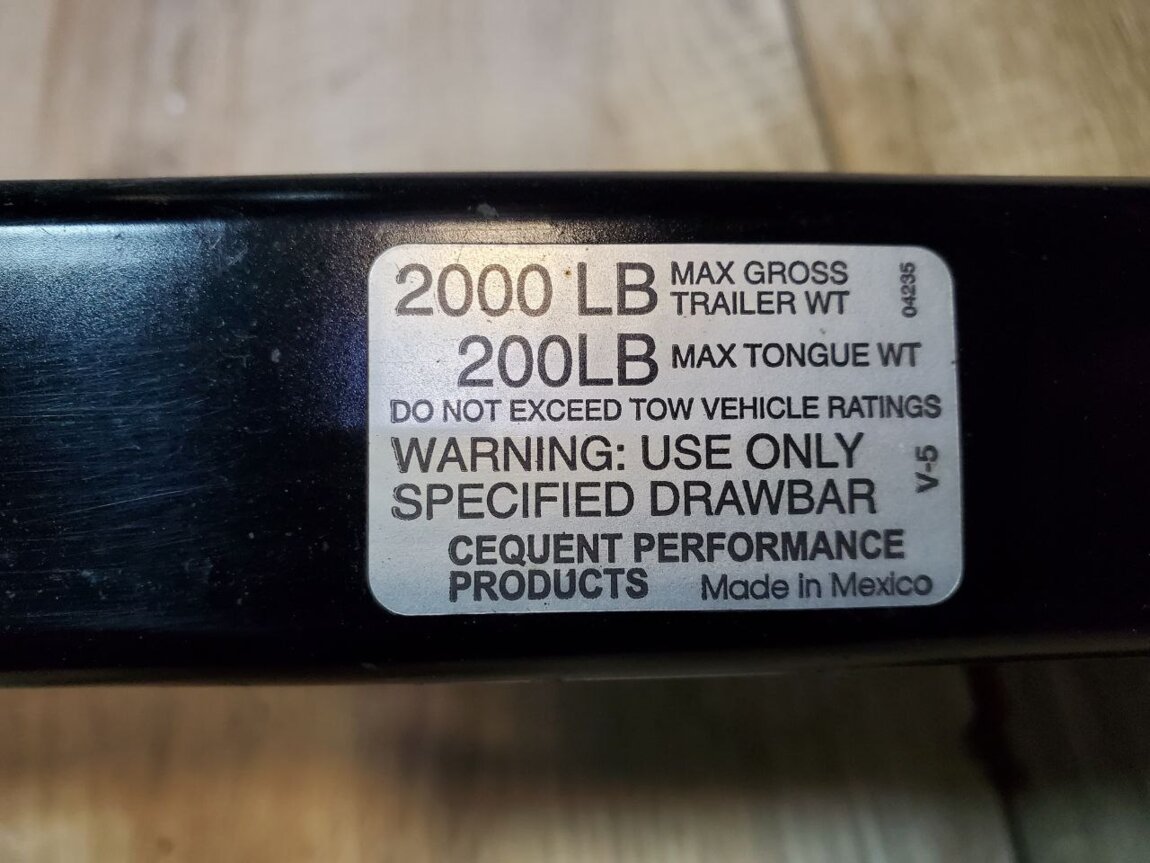 2000 LB MAX GROSS
TRAILER WT
04235
200LB MAX TONGUE WT
DO NOT EXCEED TOW VEHICLE RATINGS
WARNING: USE ONLY
SPECIFIED DRAWBAR
V-5
CEQUENT PERFORMANCE
PRODUCTS Made in Mexico